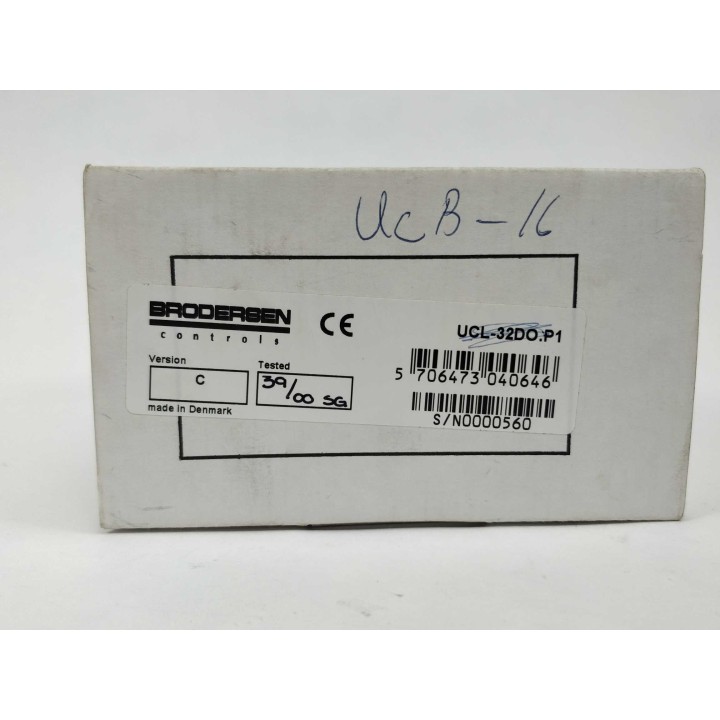 UcB-16
BRODERSEN
controls
CE
UCL-32DO.P1
Version
C
Tested
39/00 SG
made in Denmark
5 706473 040646
S/N0000560